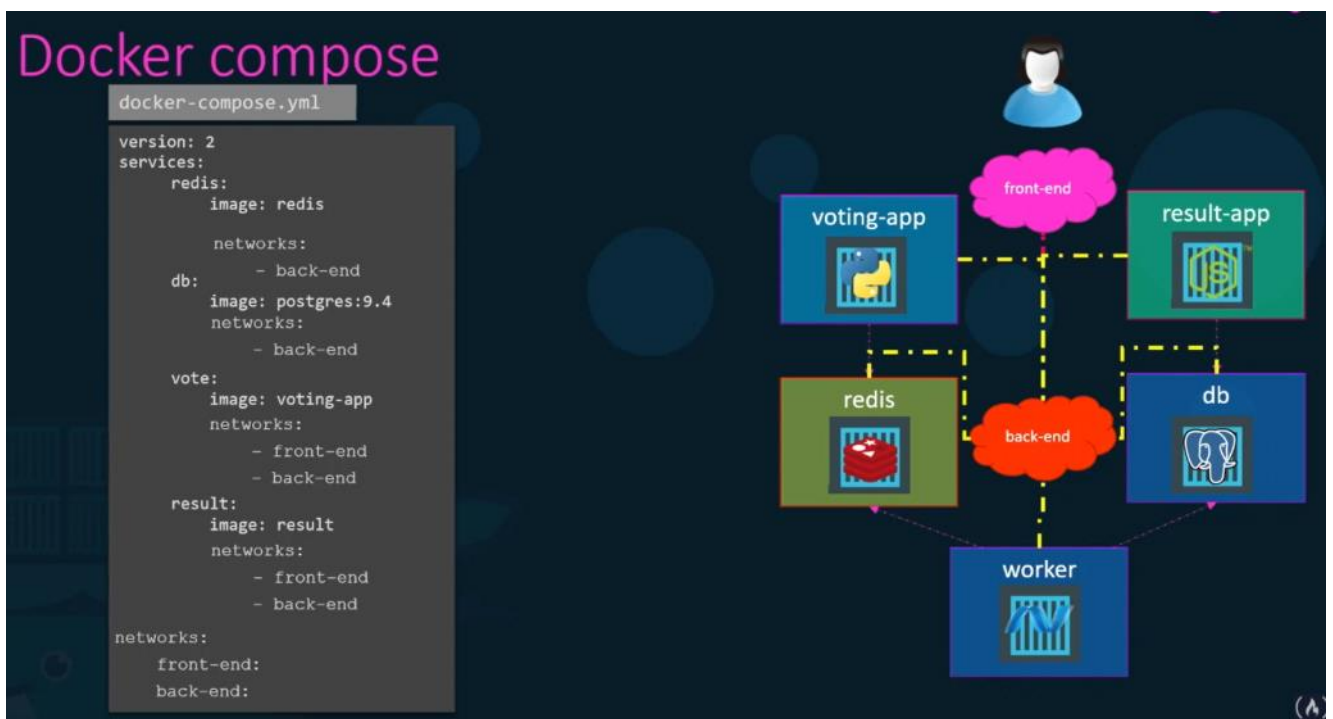 Docker compose
docker-compose.yml
version: 2
services:
redis:
image: redis
networks:
- back-end
db:
image: postgres:9.4
networks:
- back-end
vote:
image: voting-app
networks:
- front-end
- back-end
result:
image: result
networks:
- front-end
- back-end
networks:
front-end:
back-end:
front-end
voting-app
result-app
JS
redis
back-end
db
worker